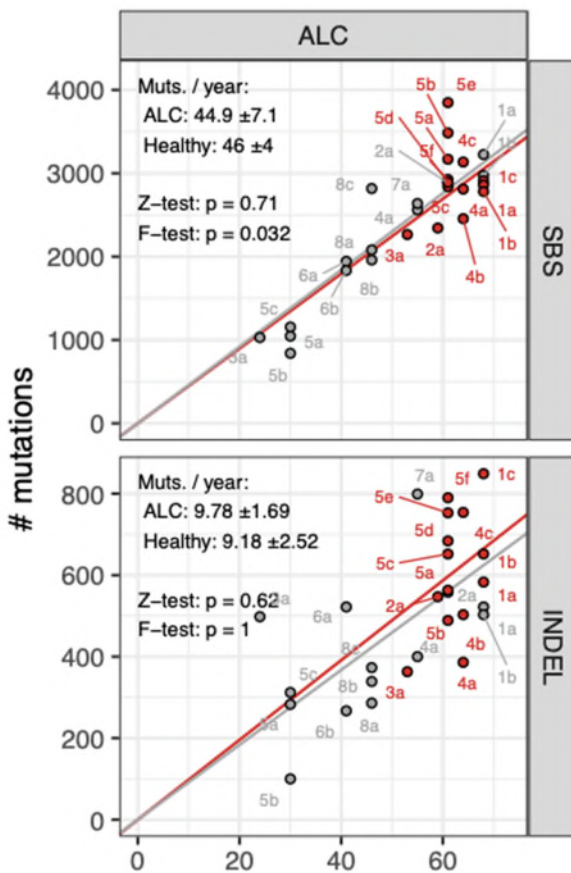 ALC
4000
3000
2000
1000
0
# mutations
Muts. / year:
ALC: 44.9 ±7.1
Healthy: 46 ±4
Z-test: p = 0.71
F-test: p = 0.032
5b
5e
1a
5d
5a
4c
1b
2a
5f
8c
7a
1c
4a
5c
4a
1a
8a
3a
2a
1b
6a
8b
4b
6b
5c
3a
5a
5b
SBS
800
600
400
200
0
Muts. / year:
ALC: 9.78 ±1.69
Healthy: 9.18 ±2.52
Z-test: p = 0.62
F-test: p = 1
7a
5f
1c
5e
5d
4c
5c
1b
5a
3a
2a
2a
1a
6a
5b
4b
1a
8c
4a
5c
8b
3a
4a
1b
5a
6b
8a
5b
INDEL
0
20
40
60